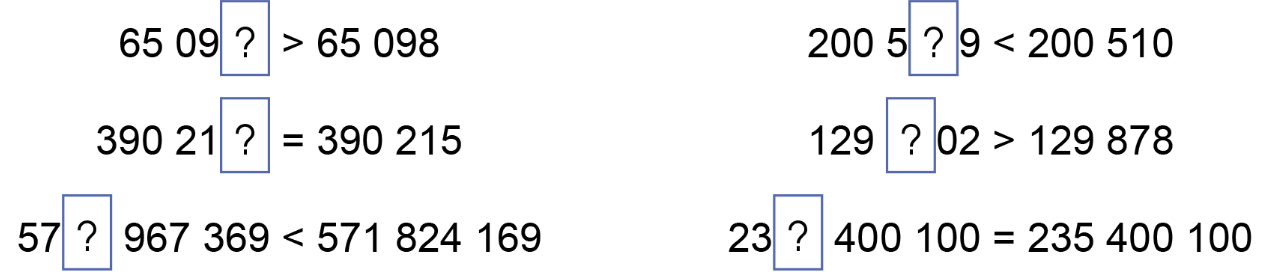 65 09? > 65 098
200 5?9 < 200 510
390 21? = 390 215
129 ?02 > 129 878
57? 967 369 < 571 824 169
23? 400 100 = 235 400 100